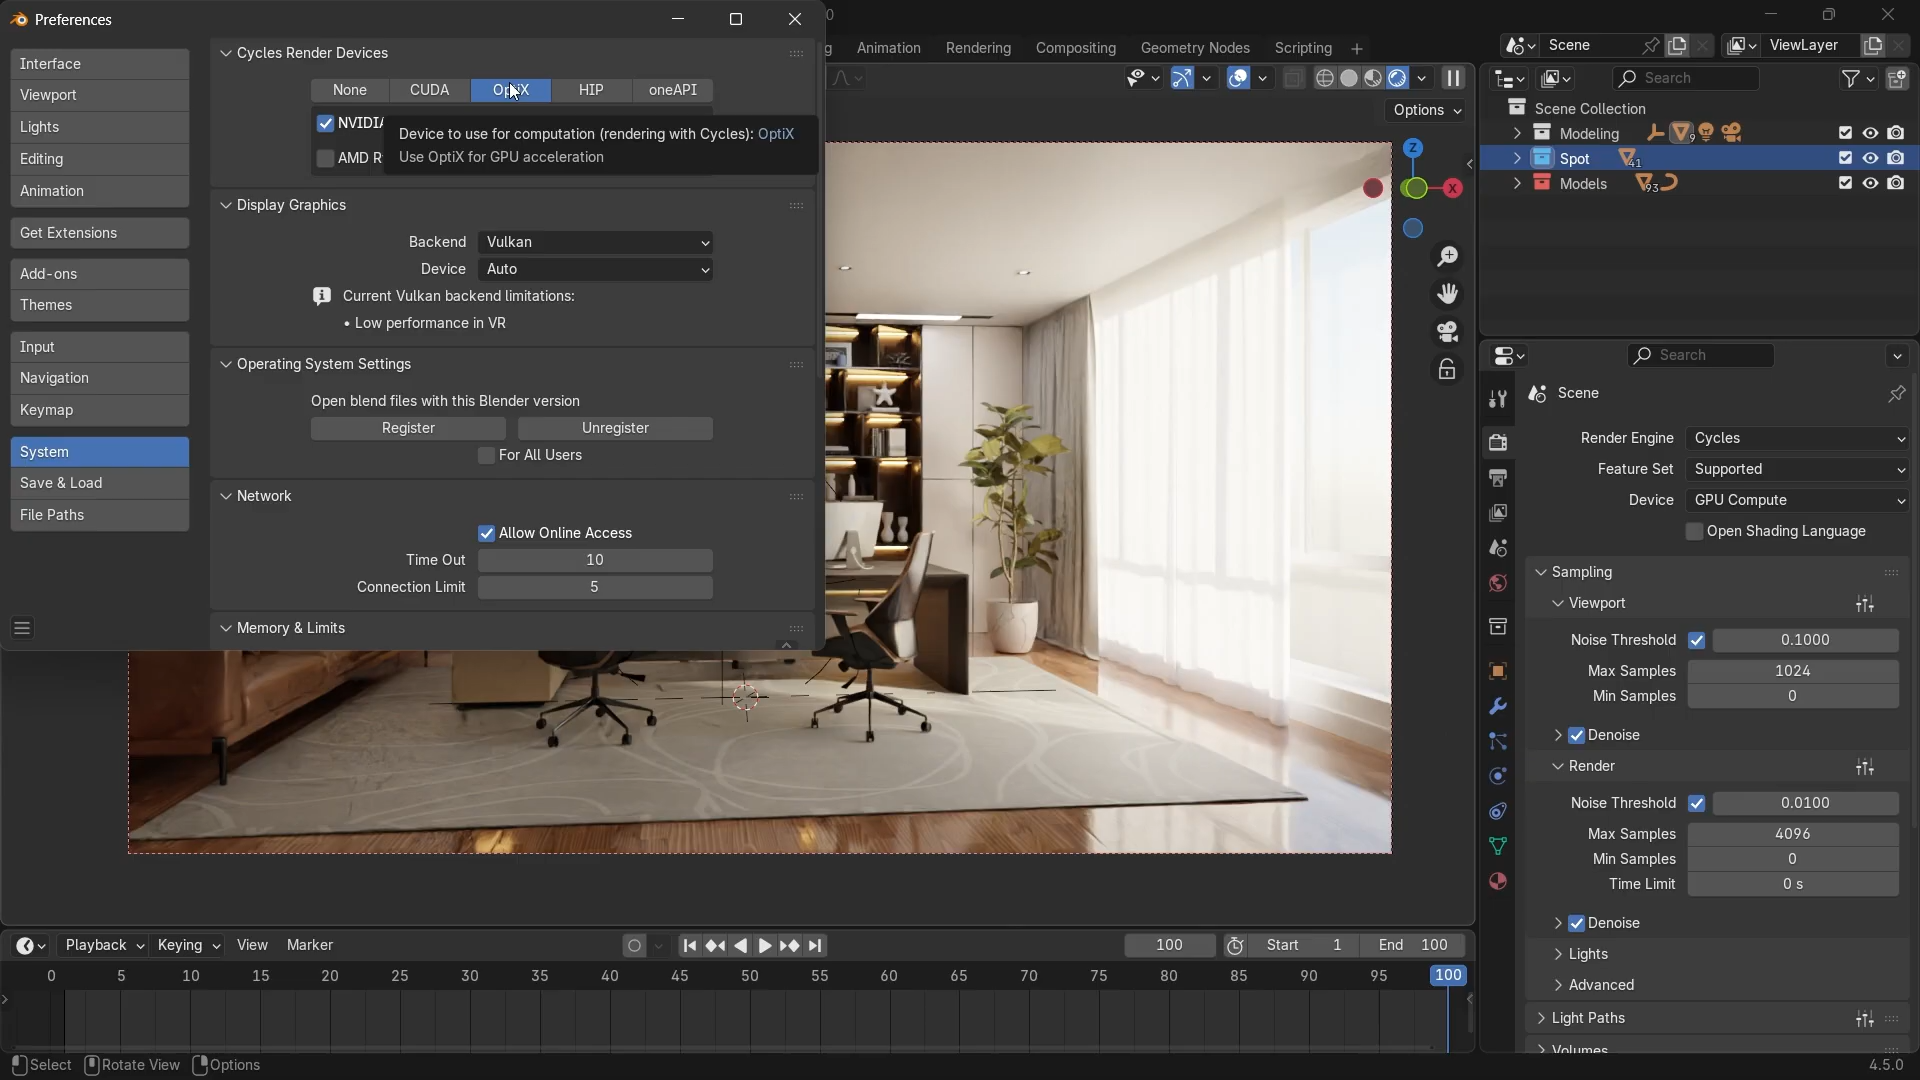 Preferences
0
Interface
Viewport
Lights
Editing
Animation
Get Extensions
Add-ons
Themes
Input
Navigation
Keymap
System
Save & Load
File Paths
Cycles Render Devices
None CUDA OptiX HIP oneAPI
NVIDIA
AMD R
Device to use for computation (rendering with Cycles): OptiX
Use OptiX for GPU acceleration
Display Graphics
Backend Vulkan
Device Auto
Current Vulkan backend limitations:
• Low performance in VR
Operating System Settings
Open blend files with this Blender version
Register Unregister
For All Users
Network
Allow Online Access
Time Out 10
Connection Limit 5
Memory & Limits
g Animation Rendering Compositing Geometry Nodes Scripting +
Scene ViewLayer
Options
Z
X
Search
Scene Collection
Modeling 9
Spot 41
Models 93
Search
Scene
Render Engine Cycles
Feature Set Supported
Device GPU Compute
Open Shading Language
Sampling
Viewport
Noise Threshold 0.1000
Max Samples 1024
Min Samples 0
Denoise
Render
Noise Threshold 0.0100
Max Samples 4096
Min Samples 0
Time Limit 0 s
Denoise
Lights
Advanced
Light Paths
Volumes
Playback Keying View Marker 100 Start 1 End 100
0 5 10 15 20 25 30 35 40 45 50 55 60 65 70 75 80 85 90 95 100
Select Rotate View Options 4.5.0